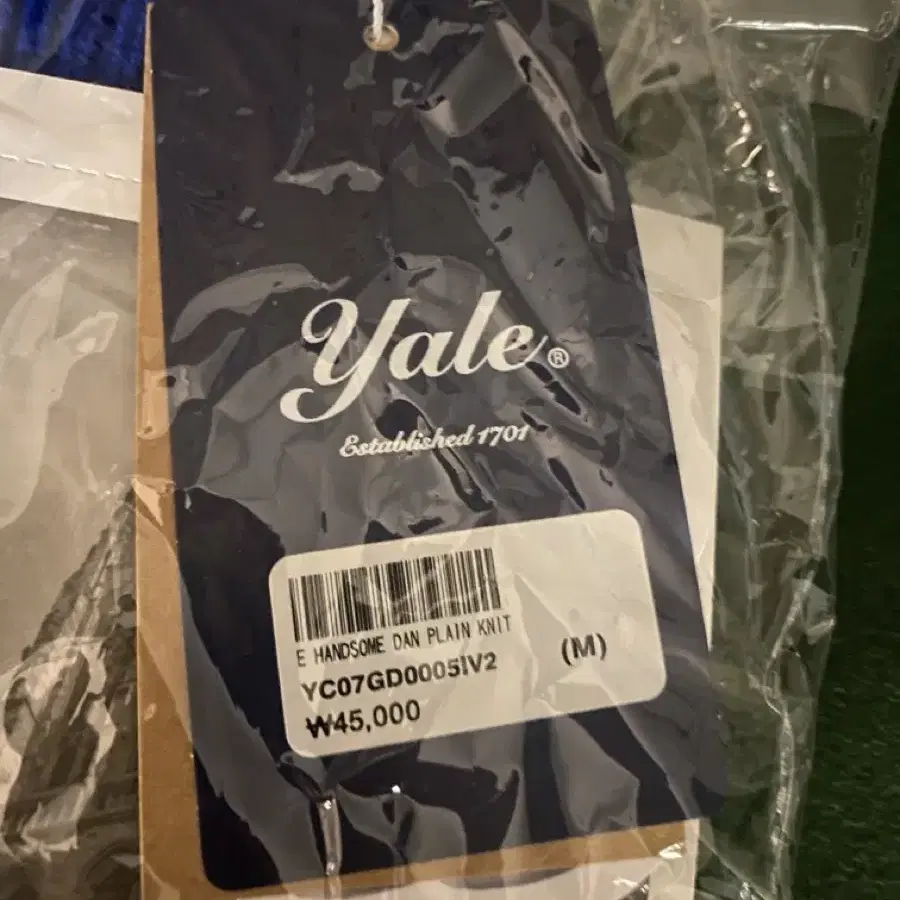 Yale®
Established 1701
E HANDSOME DAN PLAIN KNIT
YC07GD0005IV2 (M)
₩45,000